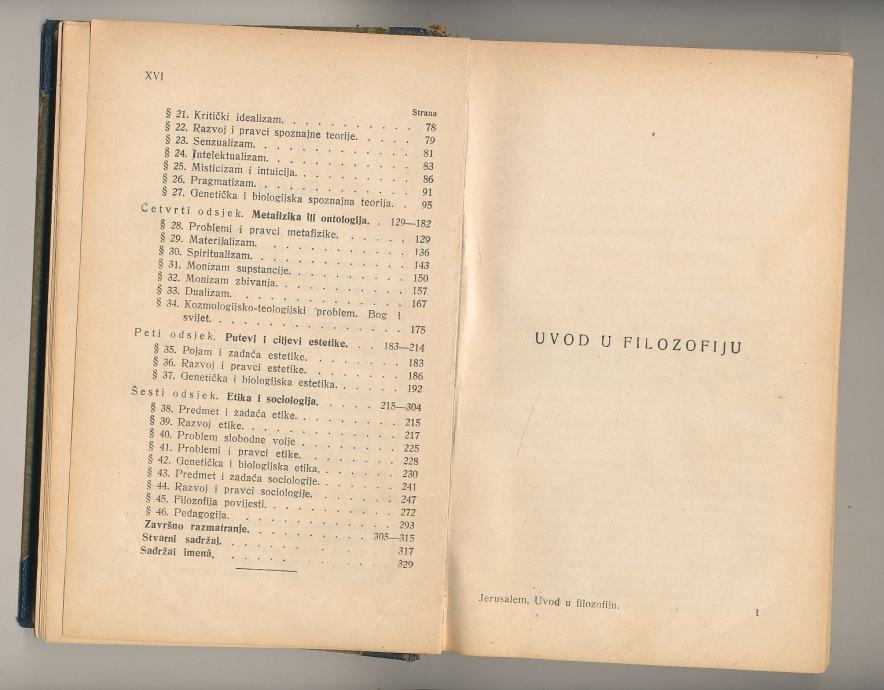 XVI
Strana
§ 21. Kritički idealizam. . . . . . . . . . . . 78
§ 22. Razvoj i pravci spoznajne teorije. . . . . 79
§ 23. Senzualizam. . . . . . . . . . . . . 81
§ 24. Intelektualizam. . . . . . . . . . . . 83
§ 25. Misticizam i intuicija. . . . . . . . . . 86
§ 26. Pragmatizam. . . . . . . . . . . . . 91
§ 27. Genetička i biologijska spoznajna teorija. . 95
Četvrti odsjek. Metafizika ili ontologija. . 129—182
§ 28. Problemi i pravci metafizike. . . . . . 129
§ 29. Materijalizam. . . . . . . . . . . . 136
§ 30. Spiritualizam. . . . . . . . . . . . 143
§ 31. Monizam supstancije. . . . . . . . . 150
§ 32. Monizam zbivanja. . . . . . . . . . 157
§ 33. Dualizam. . . . . . . . . . . . . 167
§ 34. Kozmologijsko-teologijski problem. Bog i
svijet. . . . . . . . . . . . . . 175
Peti odsjek. Putevi i ciljevi estetike. . . 183—214
§ 35. Pojam i zadaća estetike. . . . . . . . 183
§ 36. Razvoj i pravci estetike. . . . . . . . 186
§ 37. Genetička i biologijska estetika. . . . . 192
Šesti odsjek. Etika i sociologija. . . . . . 215—304
§ 38. Predmet i zadaća etike. . . . . . . . 215
§ 39. Razvoj etike. . . . . . . . . . . . 217
§ 40. Problem slobodne volje . . . . . . . . 225
§ 41. Problemi i pravci etike. . . . . . . . 228
§ 42. Genetička i biologijska etika. . . . . . 230
§ 43. Predmet i zadaća sociologije. . . . . . 241
§ 44. Razvoj i pravci sociologije. . . . . . . 247
§ 45. Filozofija povijesti. . . . . . . . . . 272
§ 46. Pedagogija. . . . . . . . . . . . 293
Završno razmatranje. . . . . . . . . . 305—315
Stvarni sadržaj. . . . . . . . . . . . . 317
Sadržaj imenâ. . . . . . . . . . . . . 329
UVOD U FILOZOFIJU
Jerusalem, Uvod u filozofiju. 1